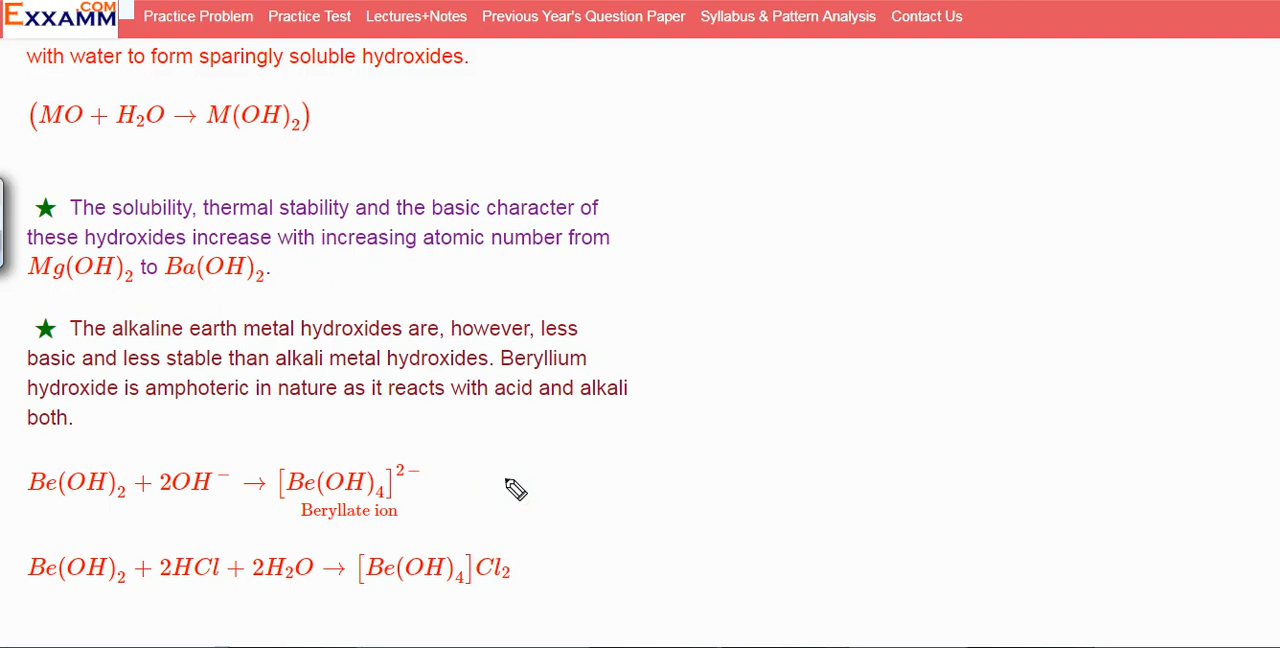 EXXAMM.COM
Practice Problem Practice Test Lectures+Notes Previous Year's Question Paper Syllabus & Pattern Analysis Contact Us
with water to form sparingly soluble hydroxides.
(MO + H₂O → M(OH)₂)
★ The solubility, thermal stability and the basic character of
these hydroxides increase with increasing atomic number from
Mg(OH)₂ to Ba(OH)₂.
★ The alkaline earth metal hydroxides are, however, less
basic and less stable than alkali metal hydroxides. Beryllium
hydroxide is amphoteric in nature as it reacts with acid and alkali
both.
Be(OH)₂ + 2OH⁻ → [Be(OH)₄]²⁻
Beryllate ion
Be(OH)₂ + 2HCl + 2H₂O → [Be(OH)₄]Cl₂